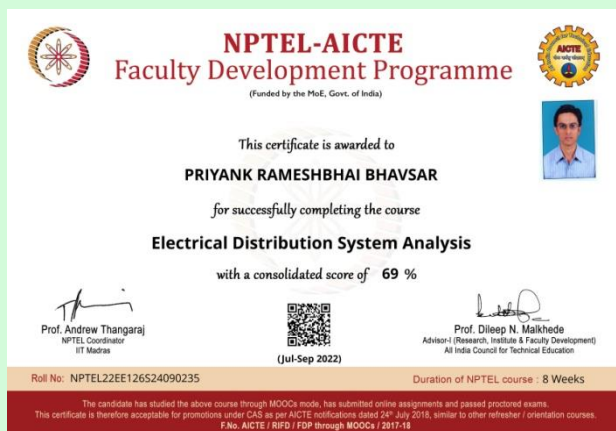 NPTEL-AICTE
Faculty Development Programme
(Funded by the MoE, Govt. of India)
AICTE
This certificate is awarded to
PRIYANK RAMESHBHAI BHAVSAR
for successfully completing the course
Electrical Distribution System Analysis
with a consolidated score of 69 %
Prof. Andrew Thangaraj
NPTEL Coordinator
IIT Madras
(Jul-Sep 2022)
Prof. Dileep N. Malkhede
Advisor-I (Research, Institute & Faculty Development)
All India Council for Technical Education
Roll No: NPTEL22EE126S24090235
Duration of NPTEL course : 8 Weeks
The candidate has studied the above course through MOOCs mode, has submitted online assignments and passed proctored exams.
This certificate is therefore acceptable for promotions under CAS as per AICTE notifications dated 24th July 2018, similar to other refresher / orientation courses.
F.No. AICTE / RIFD / FDP through MOOCs / 2017-18